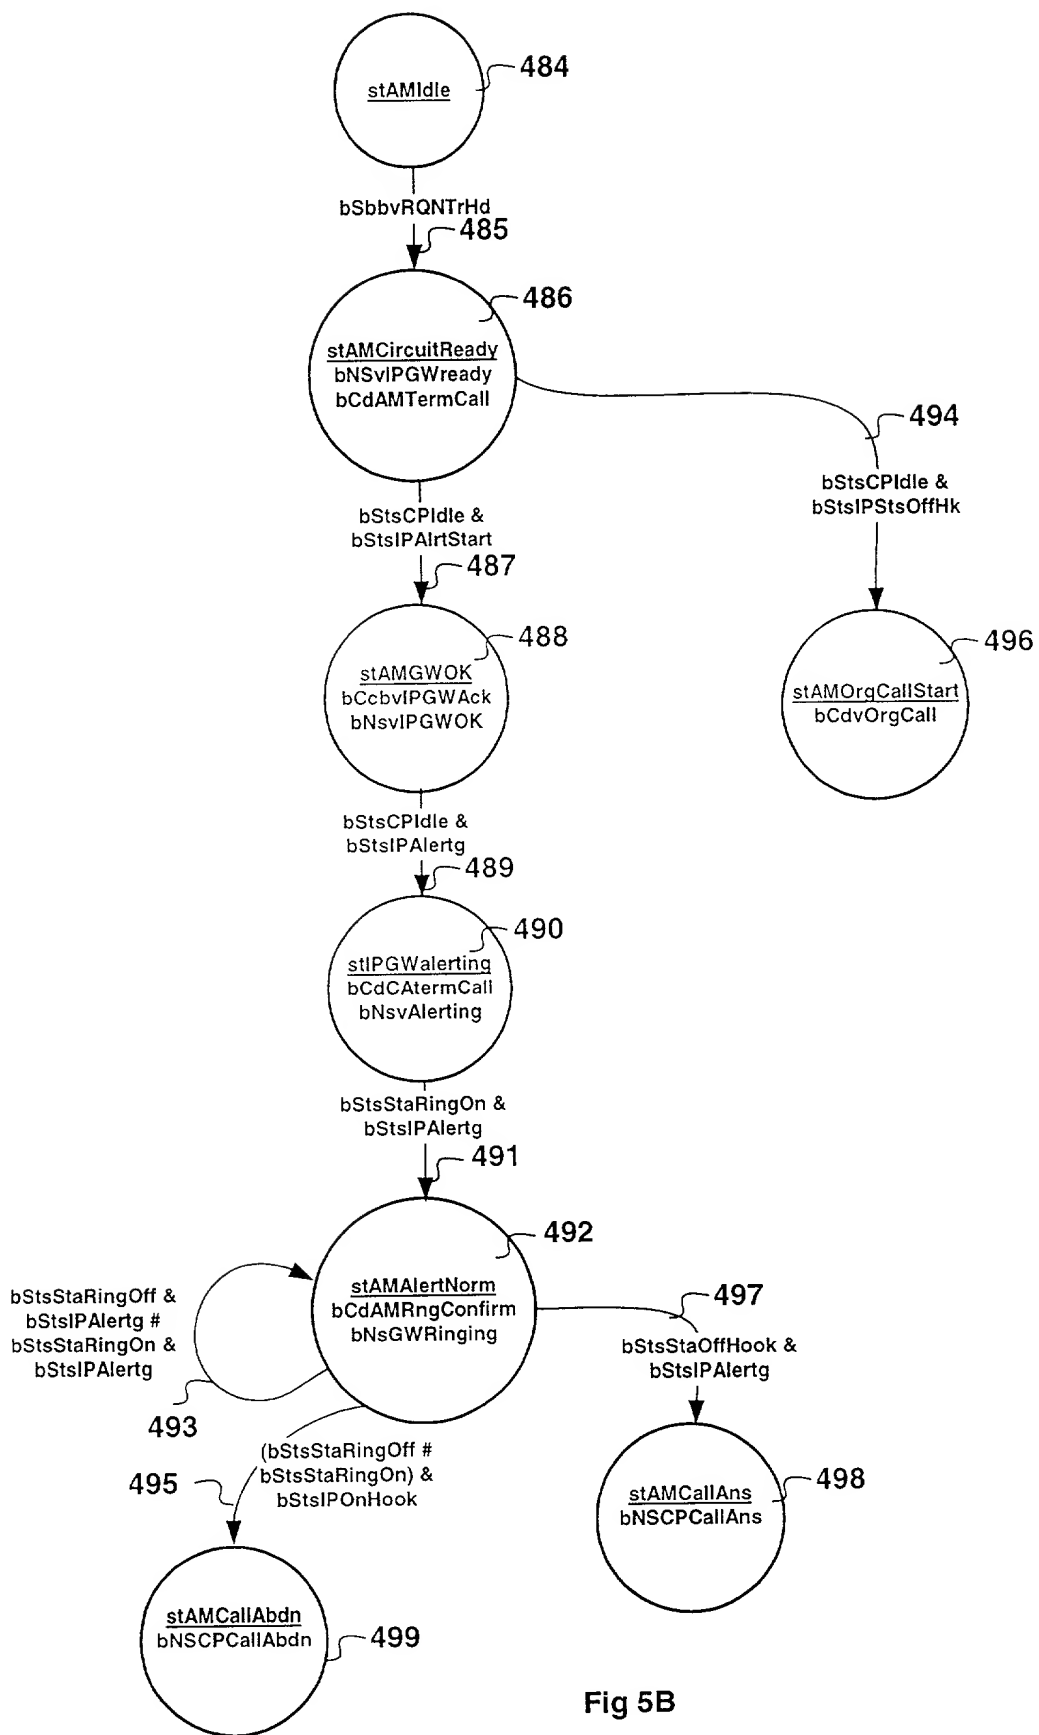 stAMIdle
484
bSbbvRQNTrHd
485
486
stAMCircuitReady
bNSvIPGWready
bCdAMTermCall
494
bStsCPIdle &
bStsIPStsOffHk
bStsCPIdle &
bStsIPAlrtStart
487
488
stAMGWOK
bCcbvIPGWAck
bNsvIPGWOK
496
stAMOrgCallStart
bCdvOrgCall
bStsCPIdle &
bStsIPAlertg
489
490
stIPGWalerting
bCdCAtermCall
bNsvAlerting
bStsStaRingOn &
bStsIPAlertg
491
492
stAMAlertNorm
bCdAMRngConfirm
bNsGWRinging
bStsStaRingOff &
bStsIPAlertg #
bStsStaRingOn &
bStsIPAlertg
493
497
bStsStaOffHook &
bStsIPAlertg
495
(bStsStaRingOff #
bStsStaRingOn) &
bStsIPOnHook
stAMCallAns
bNSCPCallAns
498
stAMCallAbdn
bNSCPCallAbdn
499
Fig 5B